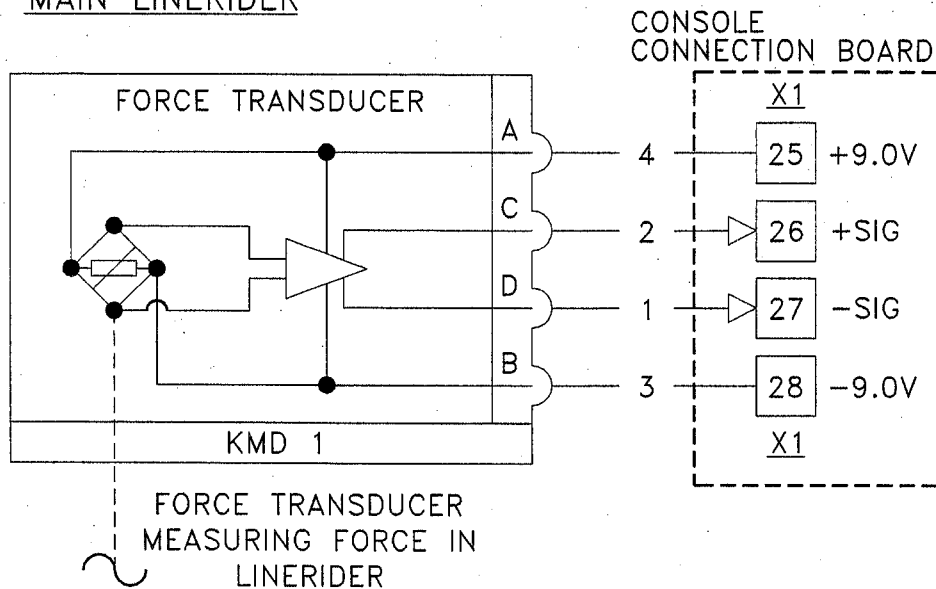 MAIN LINERIDER
CONSOLE
CONNECTION BOARD
FORCE TRANSDUCER
X1
A 4 25 +9.0V
C 2 26 +SIG
D 1 27 -SIG
B 3 28 -9.0V
X1
KMD 1
FORCE TRANSDUCER
MEASURING FORCE IN
LINERIDER